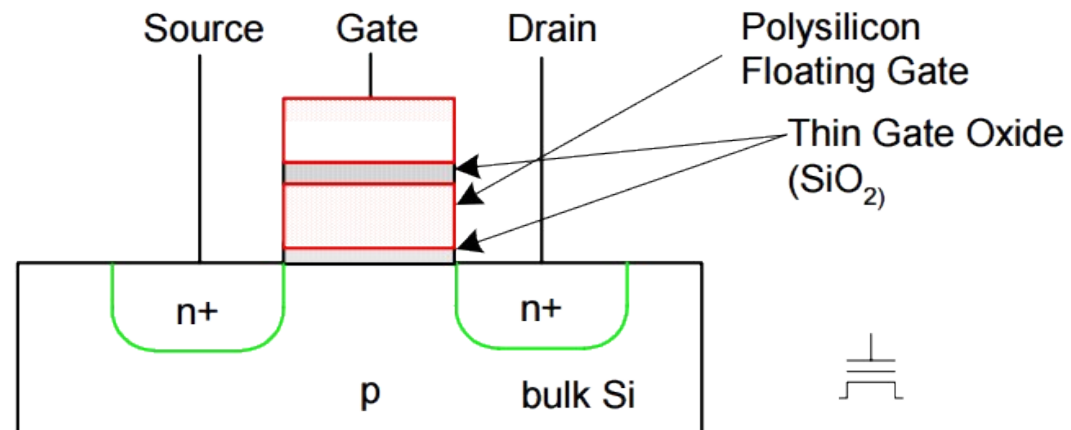 Source
Gate
Drain
Polysilicon
Floating Gate
Thin Gate Oxide
(SiO₂)
n+
n+
p
bulk Si